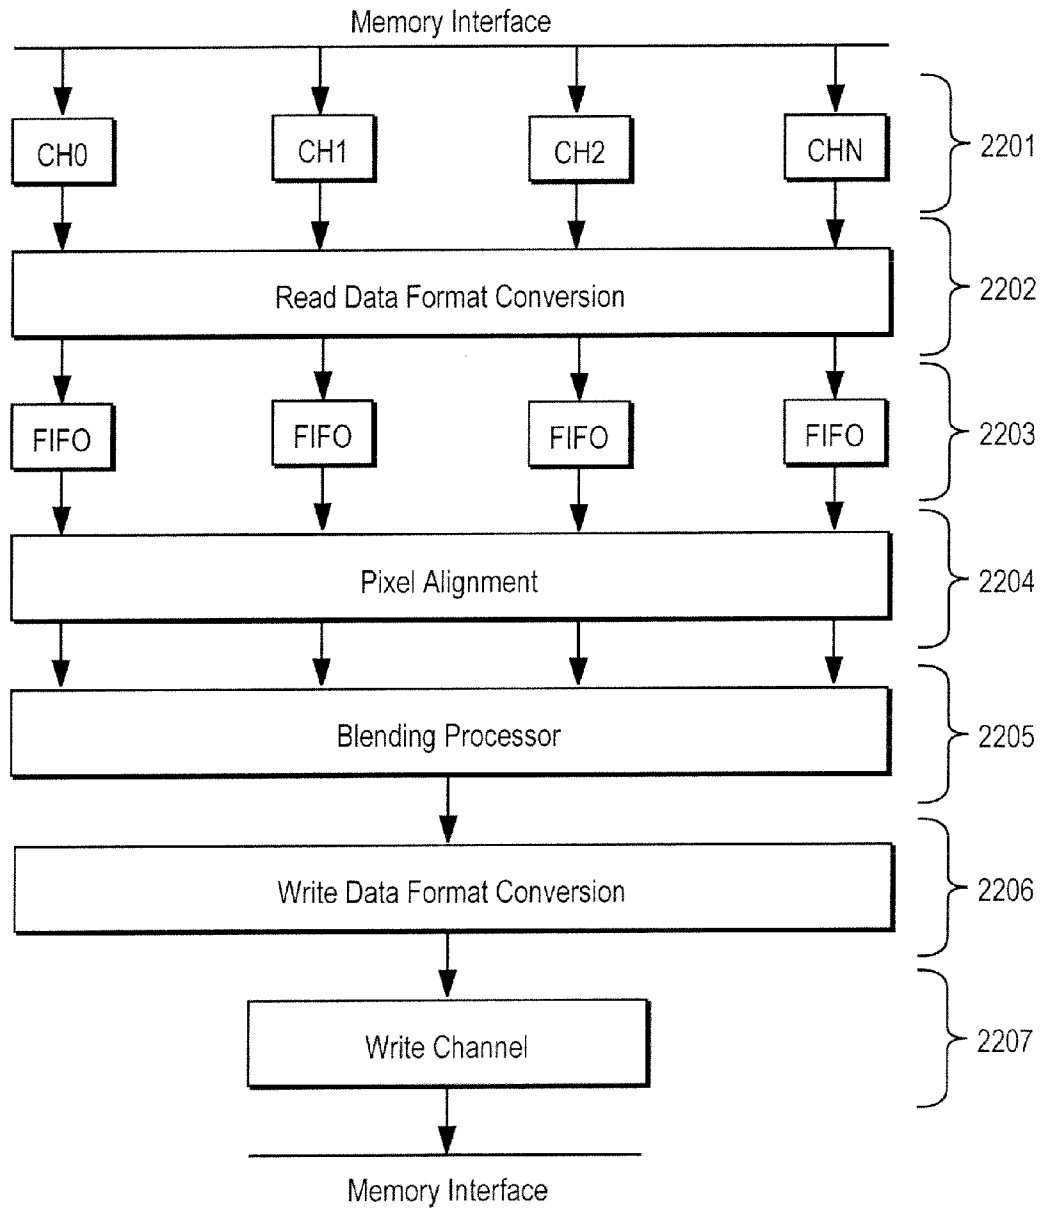 Memory Interface
CH0 CH1 CH2 CHN
2201
Read Data Format Conversion
2202
FIFO FIFO FIFO FIFO
2203
Pixel Alignment
2204
Blending Processor
2205
Write Data Format Conversion
2206
Write Channel
2207
Memory Interface